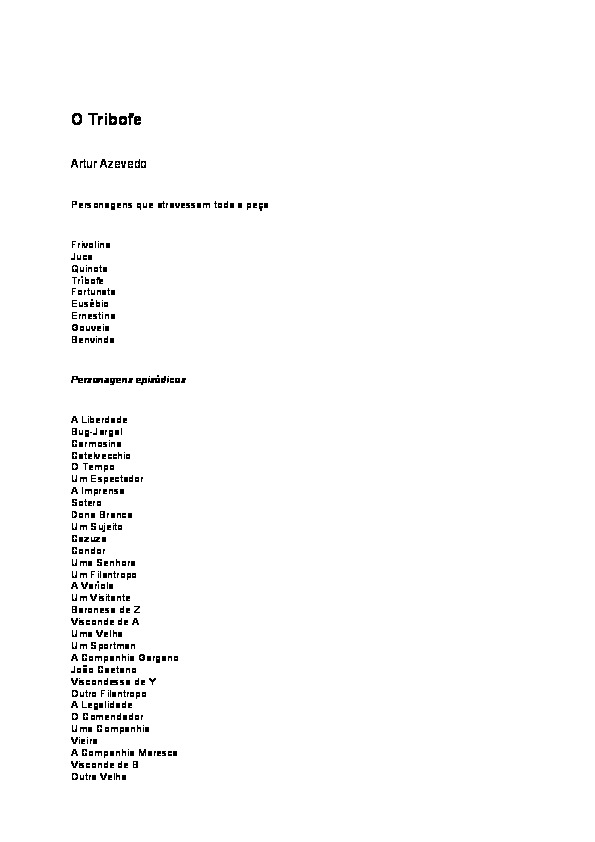 O Tribofe
Artur Azevedo
Personagens que atravessam toda a peça
Frivolina
Juca
Quinota
Tribofe
Fortunata
Eusébio
Ernestina
Gouveia
Benvinda
Personagens episódicos
A Liberdade
Bug-Jargal
Carmosina
Catelvecchio
O Tempo
Um Espectador
A Imprensa
Sotero
Dona Branca
Um Sujeito
Cazuza
Condor
Uma Senhora
Um Filantropo
A Varíola
Um Visitante
Baronesa de Z
Visconde de A
Uma Velha
Um Sportman
A Companhia Gargano
João Caetano
Viscondessa de Y
Outro Filantropo
A Legalidade
O Comendador
Uma Companhia
Vieira
A Companhia Maresca
Visconde de B
Outra Velha